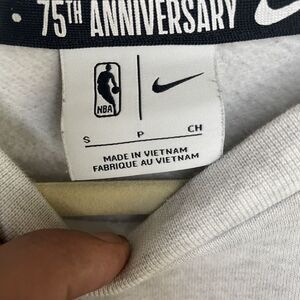 75TH ANNIVERSARY
NBA
S P CH
MADE IN VIETNAM
FABRIQUE AU VIETNAM